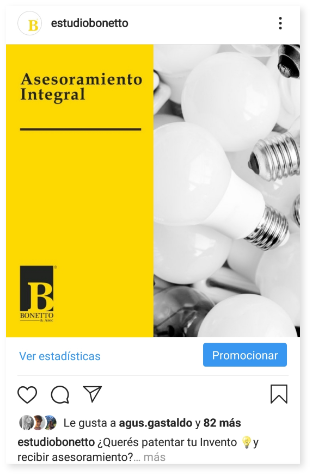 estudiobonetto
Asesoramiento
Integral
B
BONETTO
Ver estadísticas
Promocionar
Le gusta a agus.gastaldo y 82 más
estudiobonetto ¿Querés patentar tu Invento 💡y
recibir asesoramiento?... más